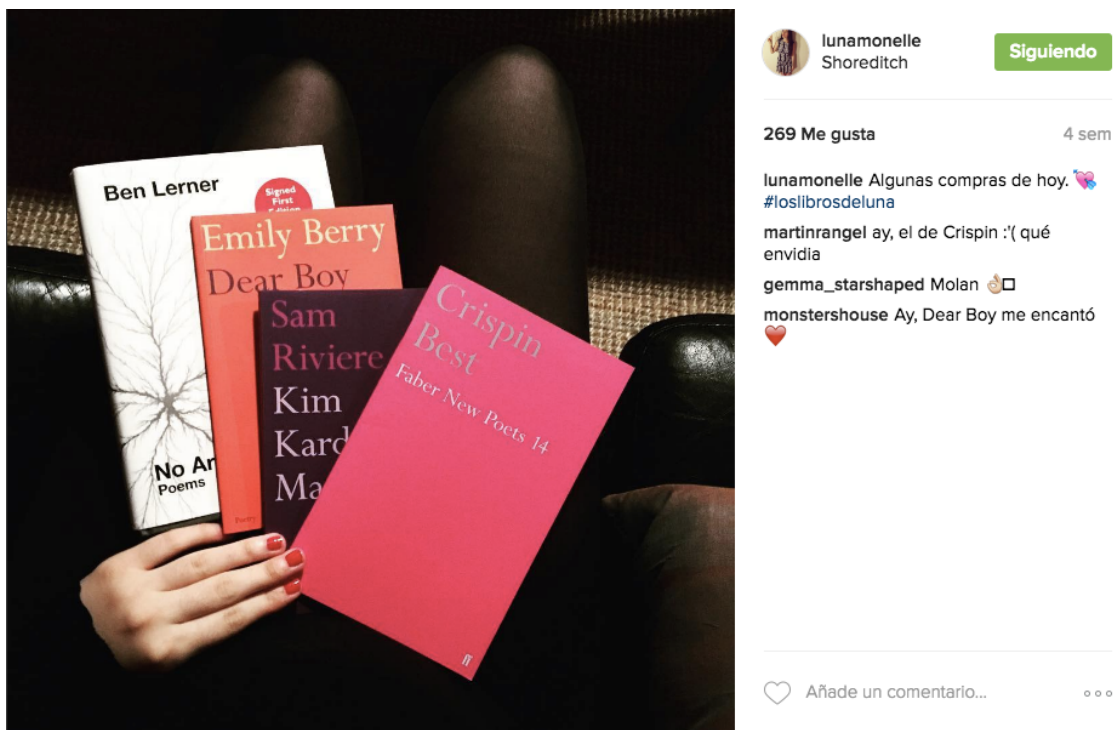 Ben Lerner
Signed
First
Edition
No Ar
Poems
Emily Berry
Dear Boy
Poetry
Sam
Riviere
Kim
Kard
Ma
Crispin
Best
Faber New Poets 14
ff
lunamonelle
Shoreditch
Siguiendo
269 Me gusta
4 sem
lunamonelle Algunas compras de hoy. 💘
#loslibrosdeluna
martinrangel ay, el de Crispin :'( qué
envidia
gemma_starshaped Molan 👌🏼□
monstershouse Ay, Dear Boy me encantó
❤️
Añade un comentario...